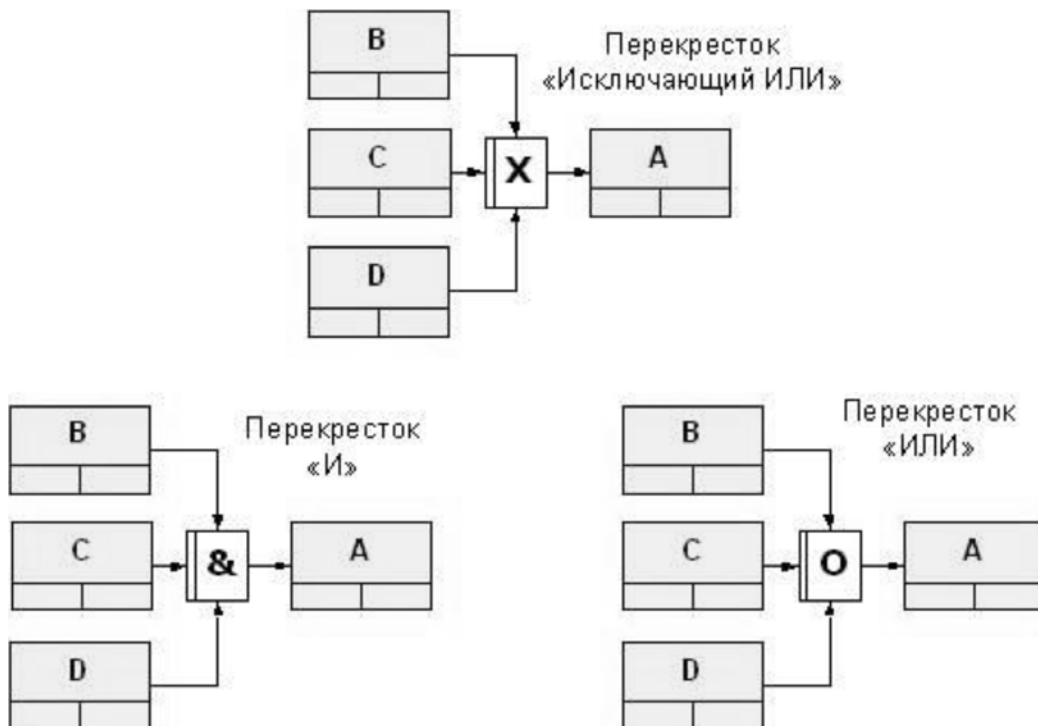 B
Перекресток
«Исключающий ИЛИ»
C
X
A
D
B
Перекресток
«И»
C
&
A
D
B
Перекресток
«ИЛИ»
C
O
A
D